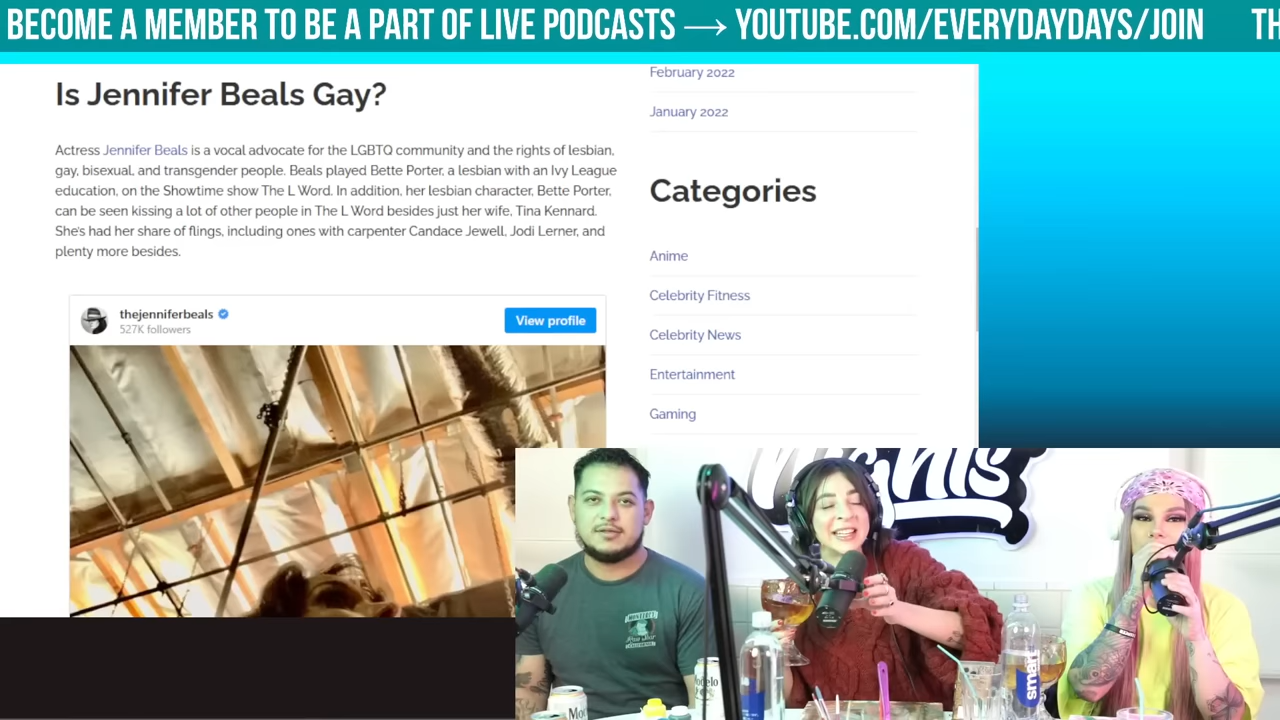 BECOME A MEMBER TO BE A PART OF LIVE PODCASTS → YOUTUBE.COM/EVERYDAYDAYS/JOIN TH
Is Jennifer Beals Gay?
Actress Jennifer Beals is a vocal advocate for the LGBTQ community and the rights of lesbian,
gay, bisexual, and transgender people. Beals played Bette Porter, a lesbian with an Ivy League
education, on the Showtime show The L Word. In addition, her lesbian character, Bette Porter,
can be seen kissing a lot of other people in The L Word besides just her wife, Tina Kennard.
She's had her share of flings, including ones with carpenter Candace Jewell, Jodi Lerner, and
plenty more besides.
thejenniferbeals
527K followers
View profile
February 2022
January 2022
Categories
Anime
Celebrity Fitness
Celebrity News
Entertainment
Gaming
Nights
Modelo
smart